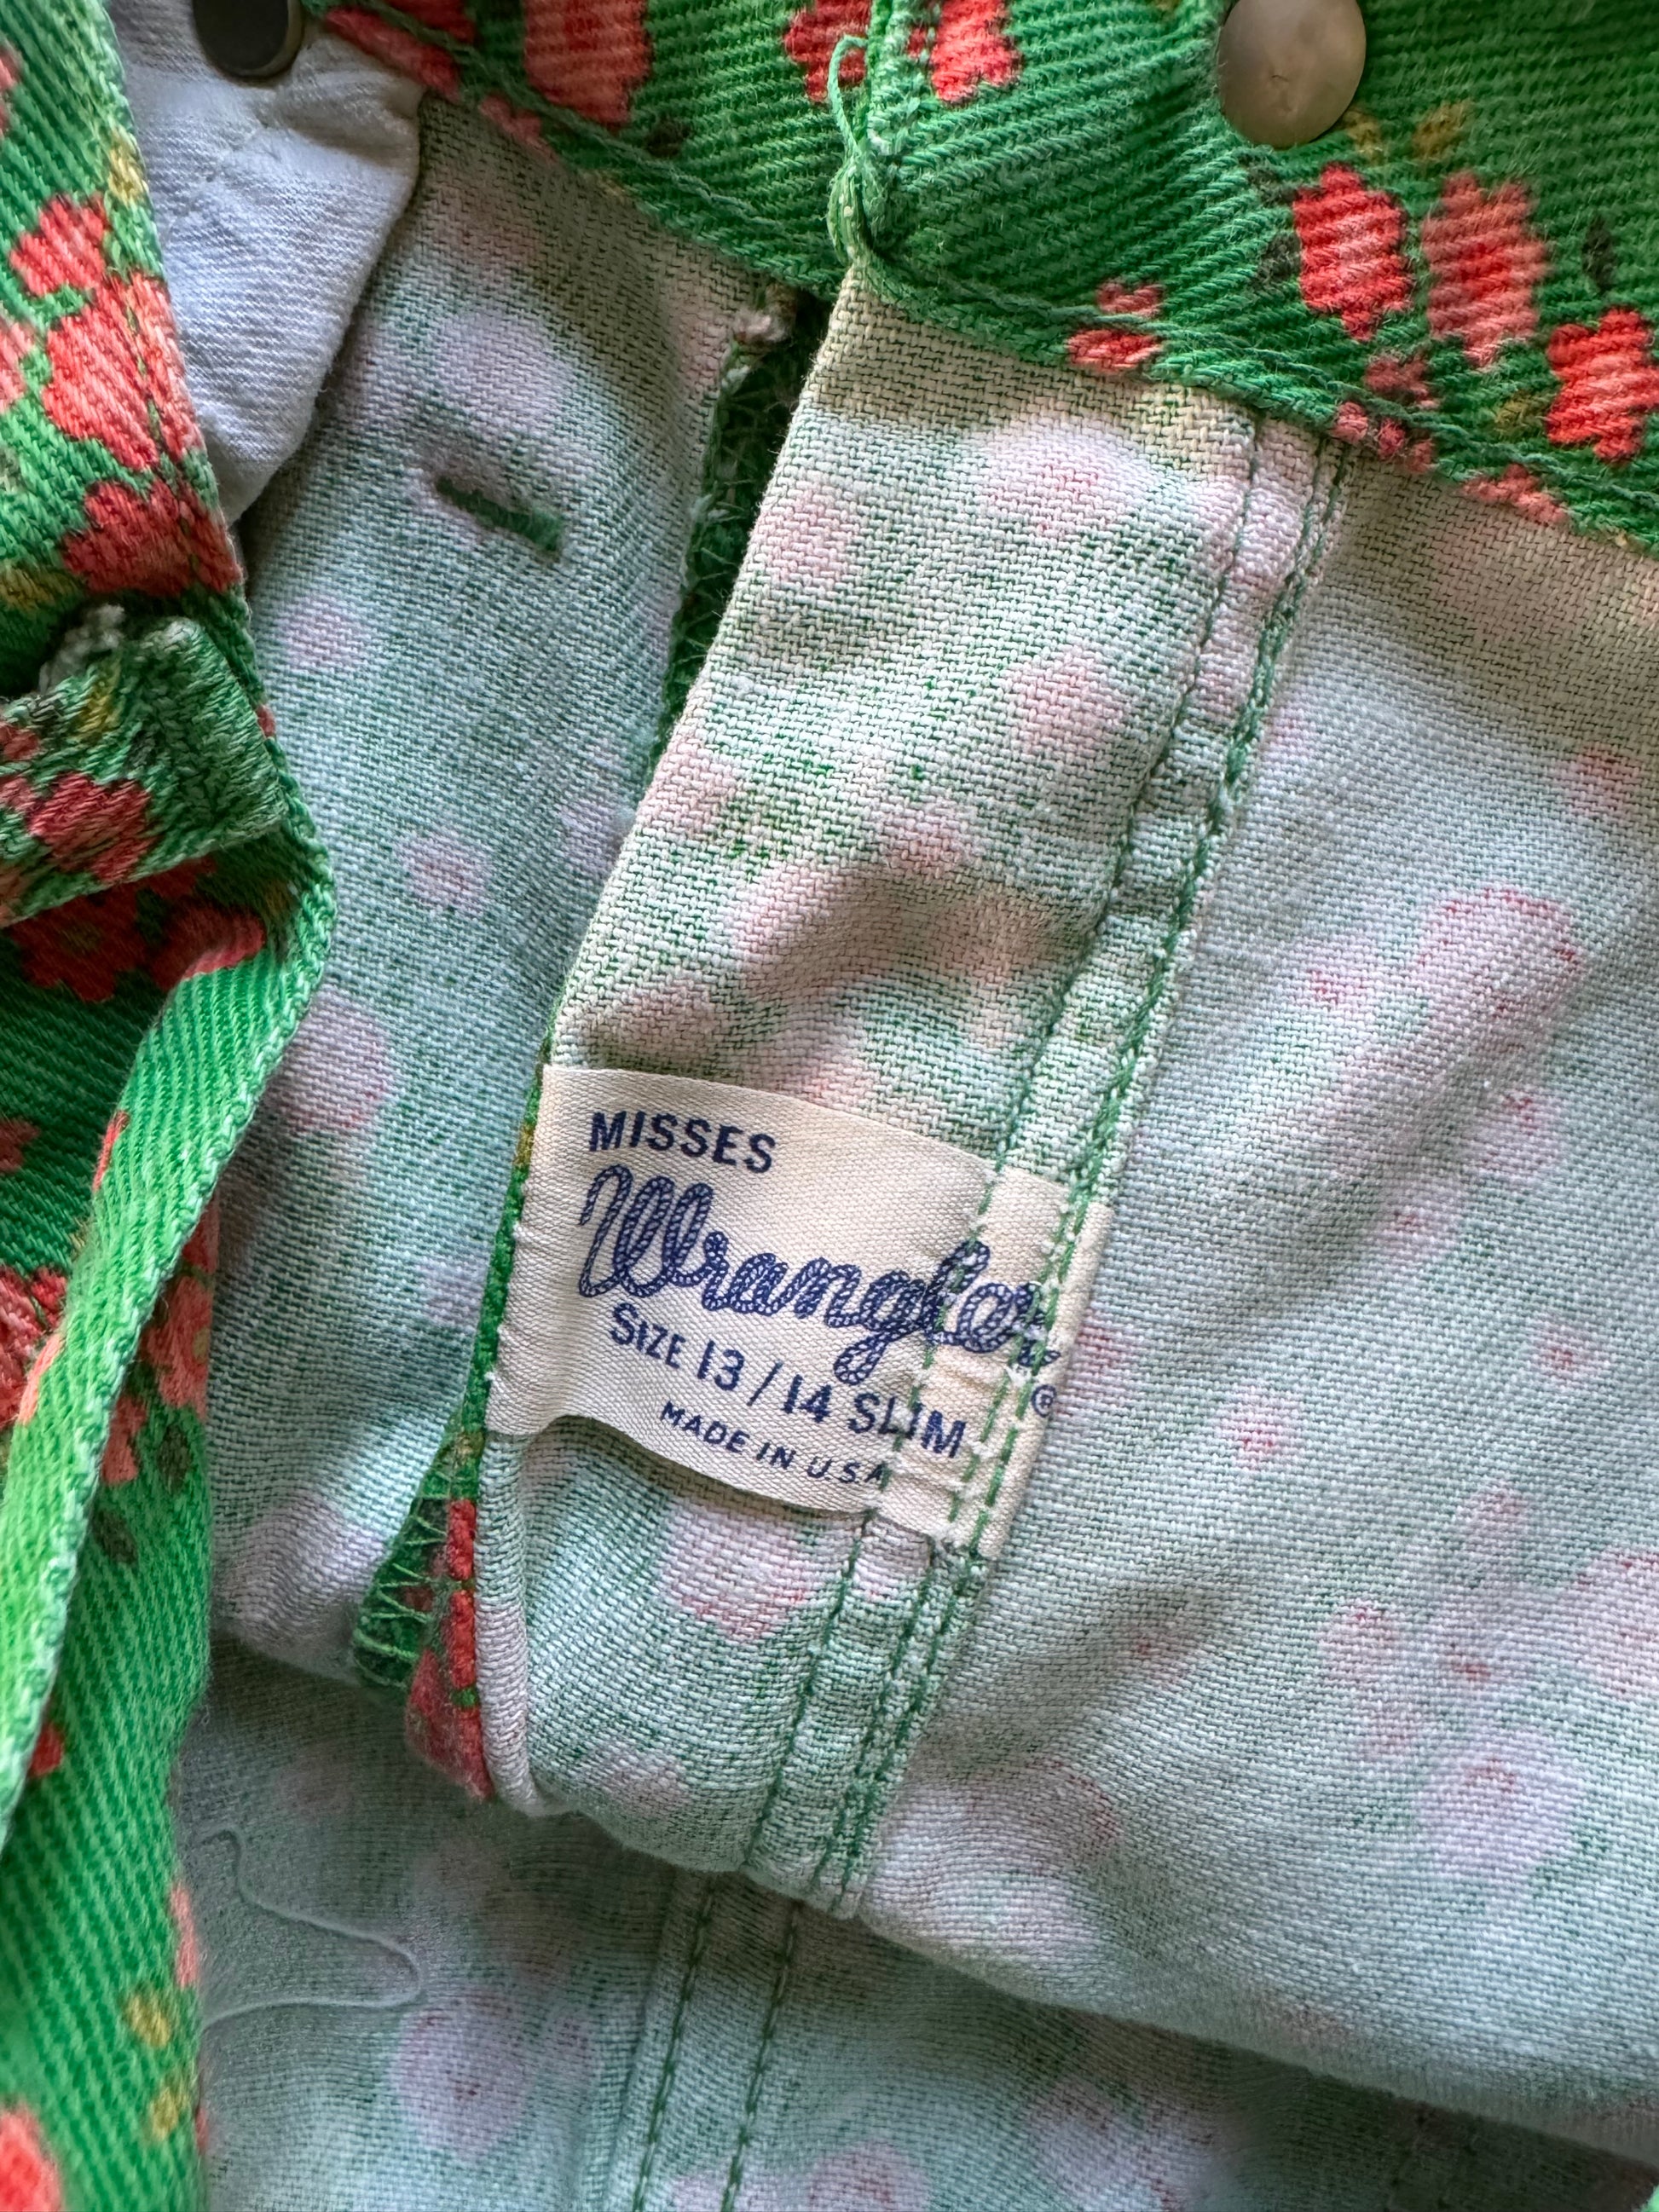 MISSES
Wrangler®
SIZE 13/14 SLIM
MADE IN U.S.A.